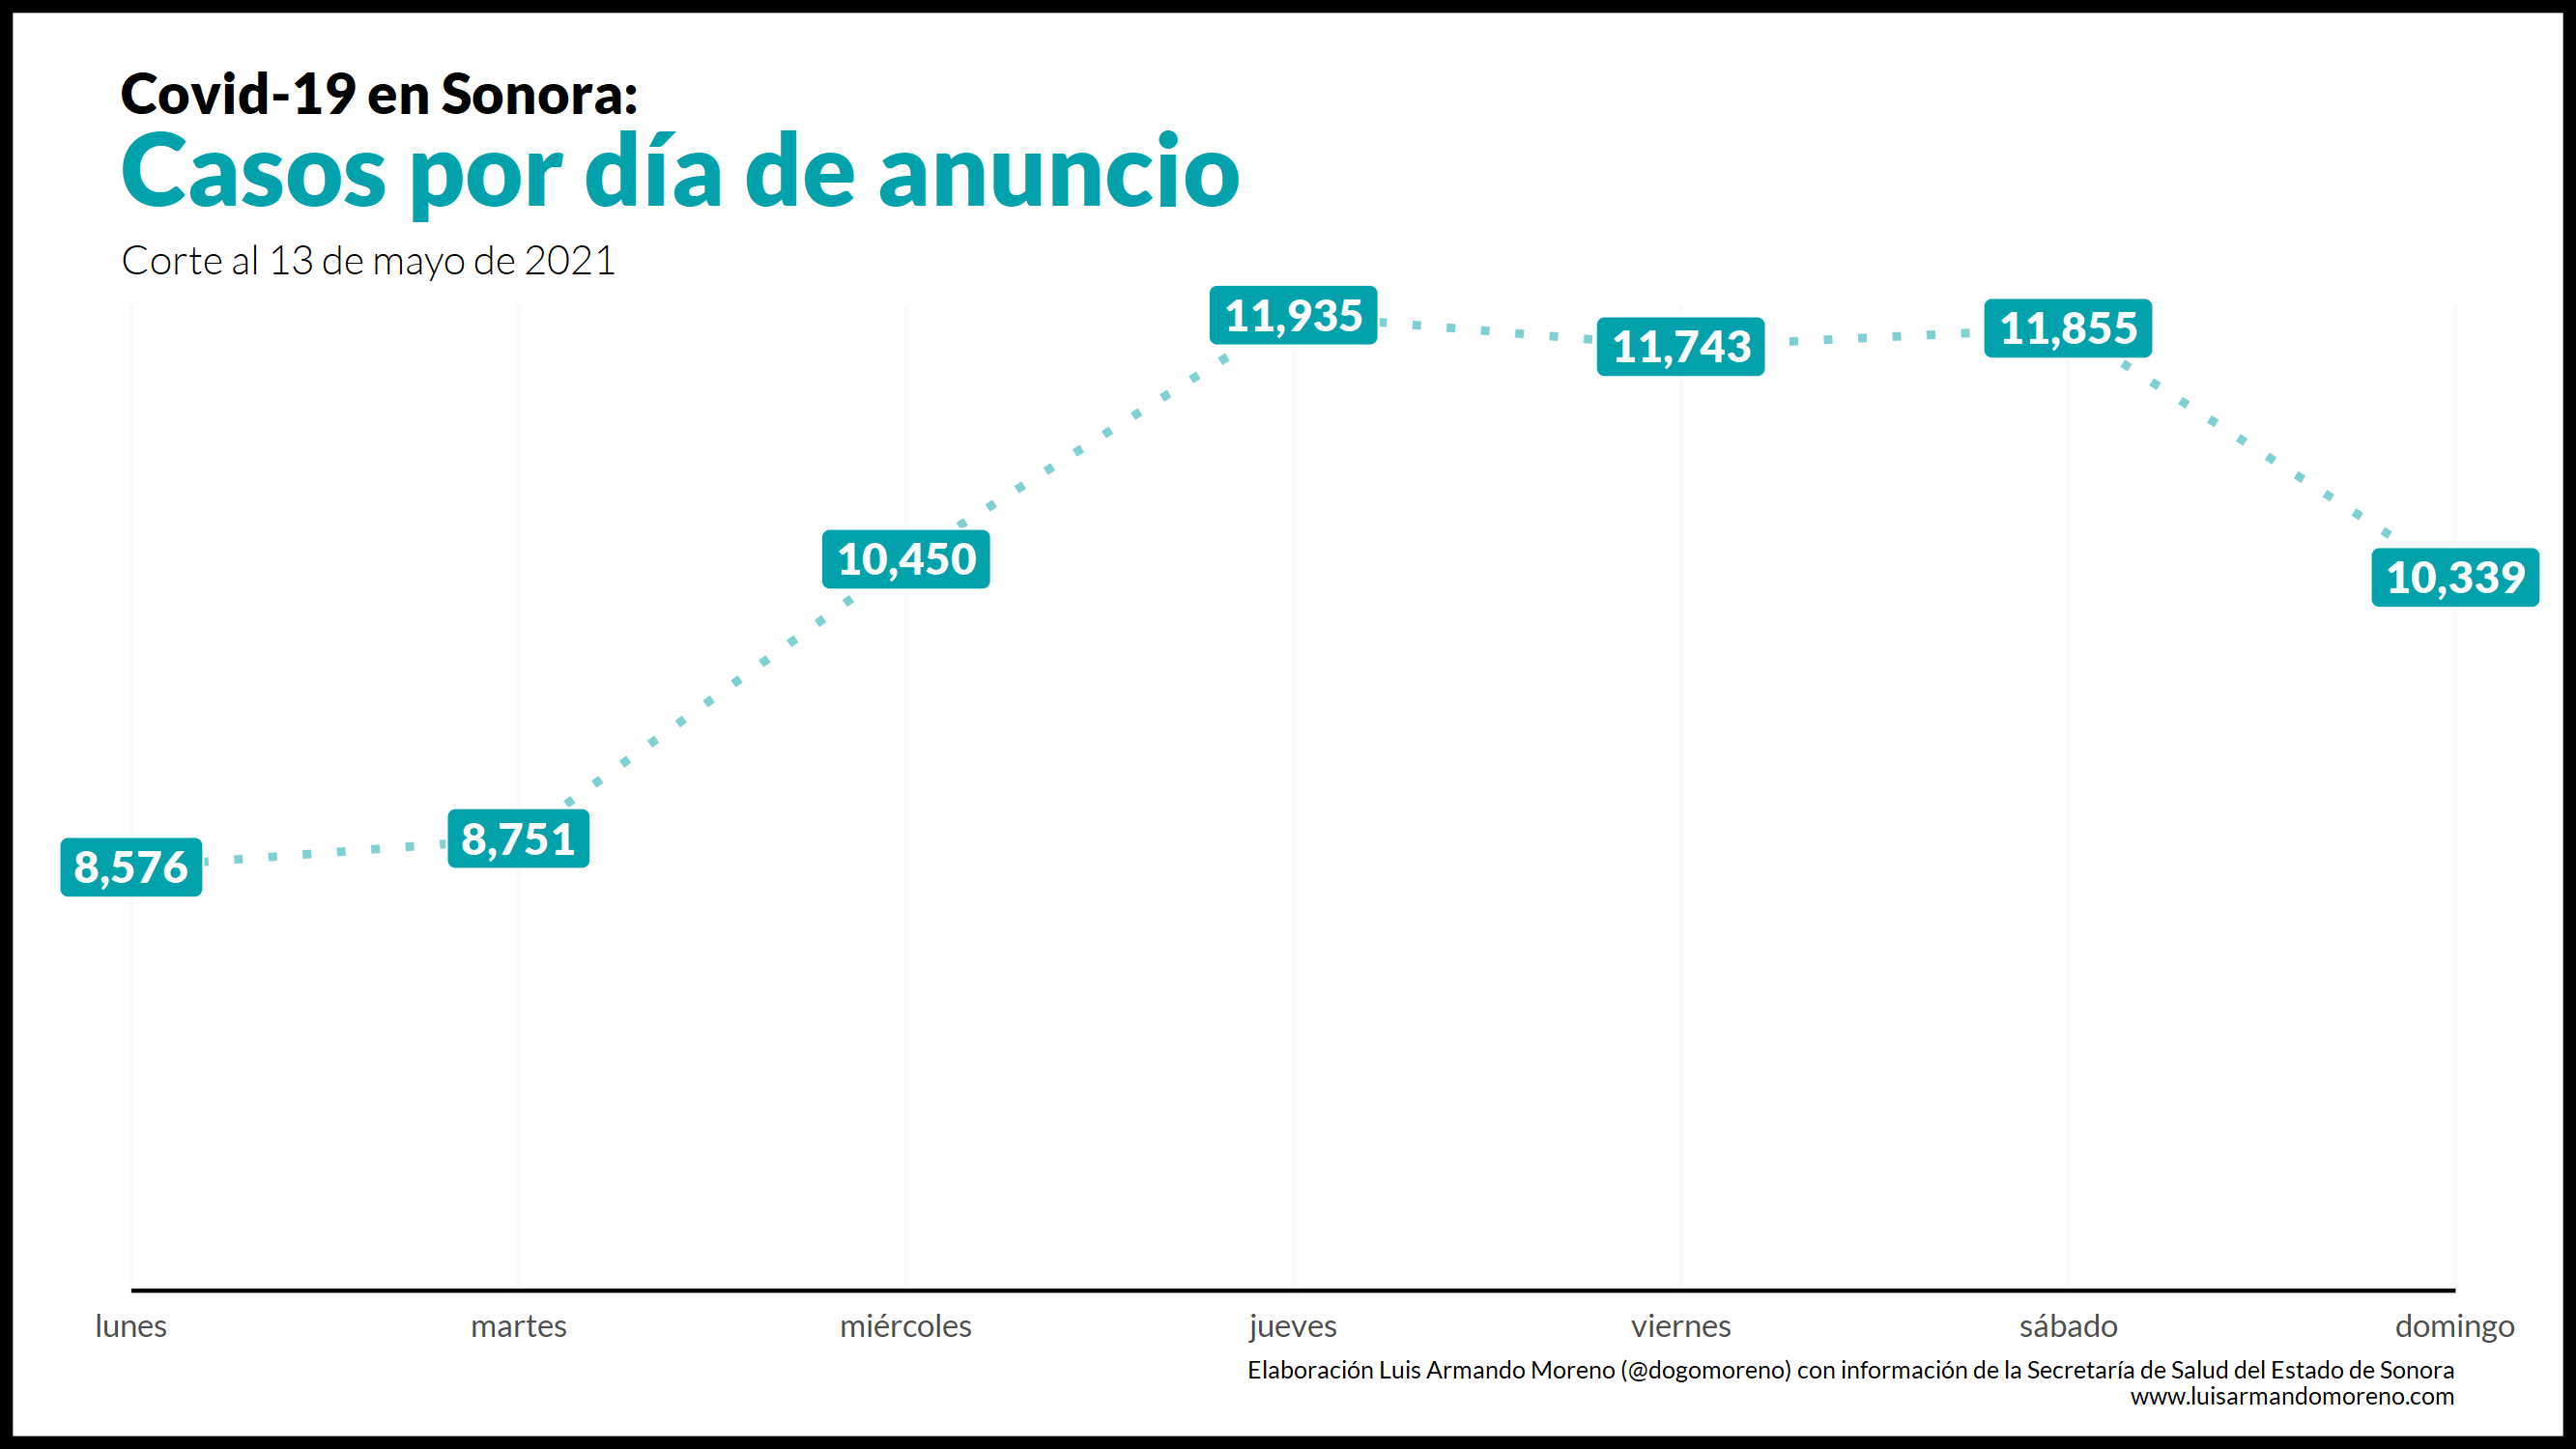 Covid-19 en Sonora:
Casos por día de anuncio
Corte al 13 de mayo de 2021
11,935
11,743
11,855
10,450
10,339
8,576
8,751
lunes
martes
miércoles
jueves
viernes
sábado
domingo
Elaboración Luis Armando Moreno (@dogomoreno) con información de la Secretaría de Salud del Estado de Sonora
www.luisarmandomoreno.com